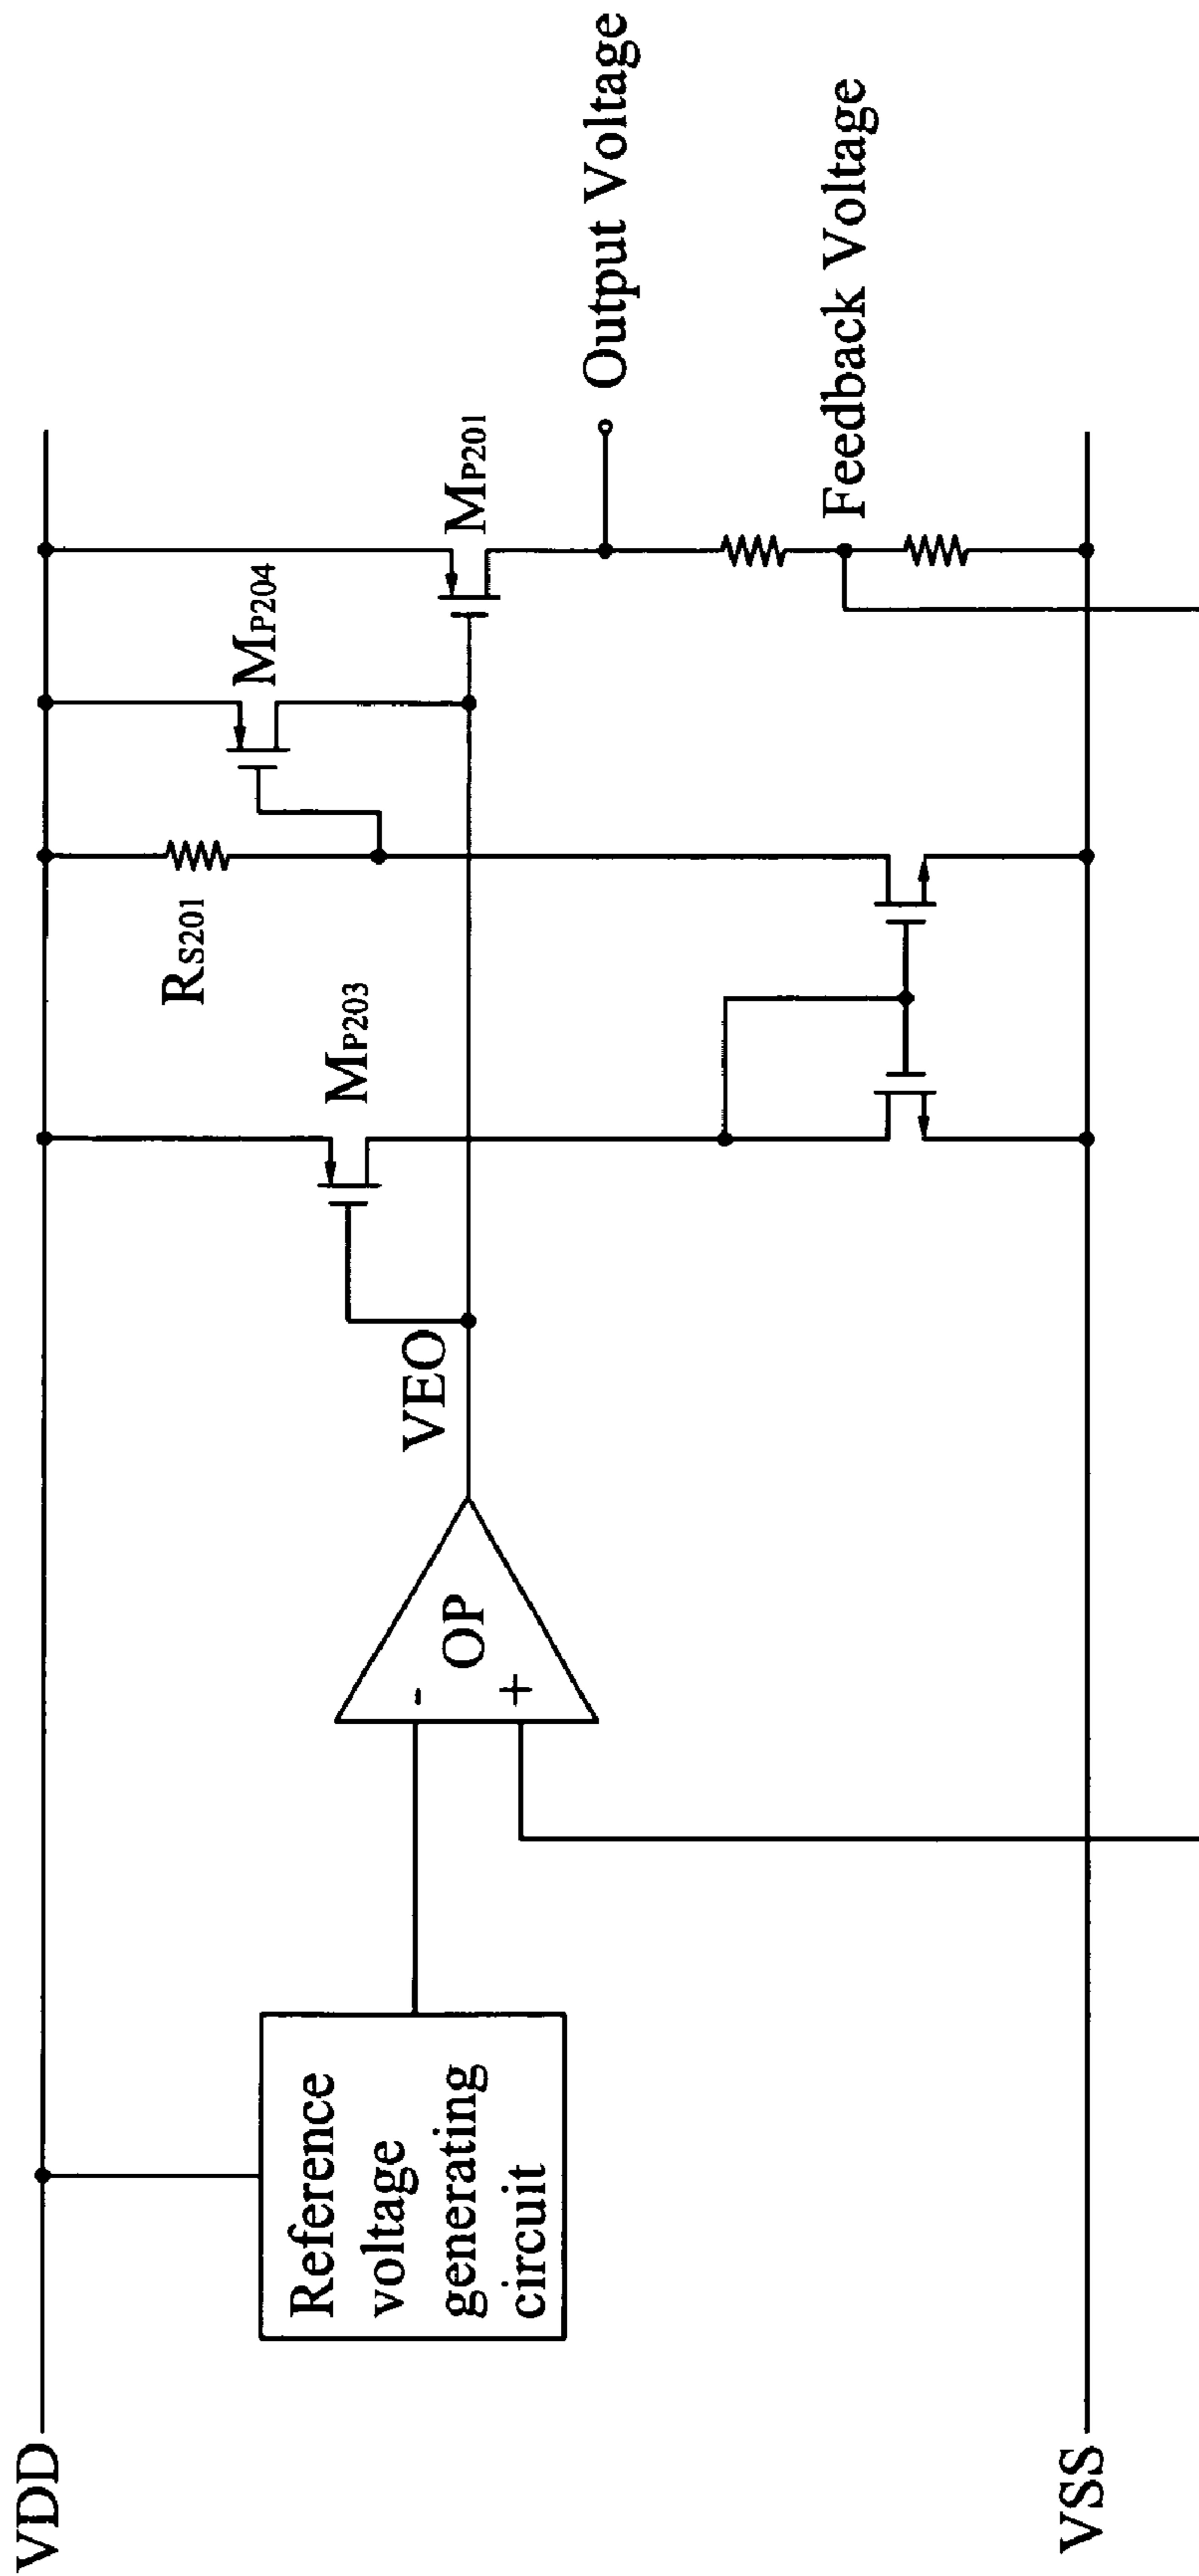 VDD
Reference
voltage
generating
circuit
-
+
OP
VEO
MP203
RS201
MP204
MP201
Output Voltage
Feedback Voltage
VSS